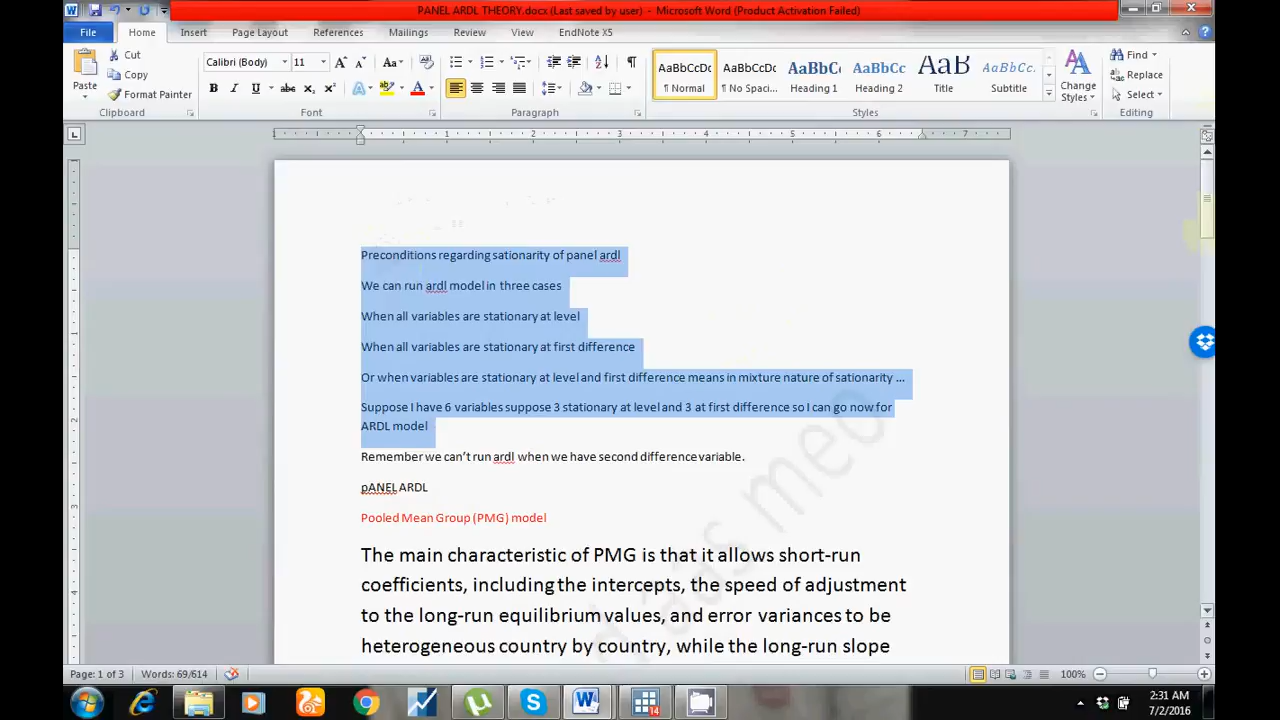 PANEL ARDL THEORY.docx (Last saved by user) - Microsoft Word (Product Activation Failed)
File Home Insert Page Layout References Mailings Review View EndNote X5
Paste
Cut
Copy
Format Painter
Clipboard
Calibri (Body) 11
Font
Paragraph
AaBbCcDc AaBbCcDc AaBbC AaBbCc AaB AaBbCc.
¶ Normal ¶ No Spaci... Heading 1 Heading 2 Title Subtitle
Change Styles
Styles
Find
Replace
Select
Editing
1 1 2 3 4 5 6 7
Preconditions regarding sationarity of panel ardl
We can run ardl model in three cases
When all variables are stationary at level
When all variables are stationary at first difference
Or when variables are stationary at level and first difference means in mixture nature of sationarity ...
Suppose I have 6 variables suppose 3 stationary at level and 3 at first difference so I can go now for
ARDL model
Remember we can't run ardl when we have second difference variable.
pANEL ARDL
Pooled Mean Group (PMG) model
The main characteristic of PMG is that it allows short-run
coefficients, including the intercepts, the speed of adjustment
to the long-run equilibrium values, and error variances to be
heterogeneous country by country, while the long-run slope
Page: 1 of 3 Words: 69/614 100%
14
2:31 AM
7/2/2016